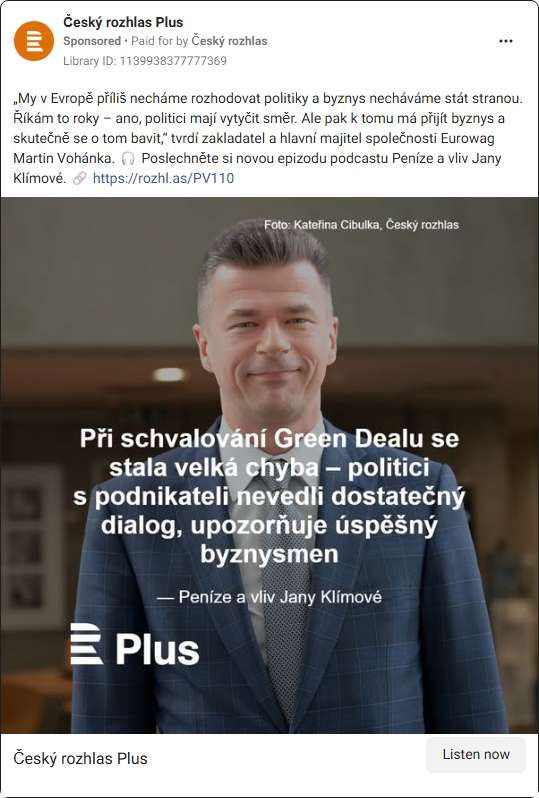 Český rozhlas Plus
Sponsored • Paid for by Český rozhlas
Library ID: 1139938377777369
„My v Evropě příliš necháme rozhodovat politiky a byznys necháváme stát stranou.
Říkám to roky – ano, politici mají vytyčit směr. Ale pak k tomu má přijít byznys a
skutečně se o tom bavit,“ tvrdí zakladatel a hlavní majitel společnosti Eurowag
Martin Vohánka. 🎧 Poslechněte si novou epizodu podcastu Peníze a vliv Jany
Klímové. 🔗 https://rozhl.as/PV110
Foto: Kateřina Cibulka, Český rozhlas
Při schvalování Green Dealu se
stala velká chyba – politici
s podnikateli nevedli dostatečný
dialog, upozorňuje úspěšný
byznysmen
— Peníze a vliv Jany Klímové
Plus
Český rozhlas Plus
Listen now